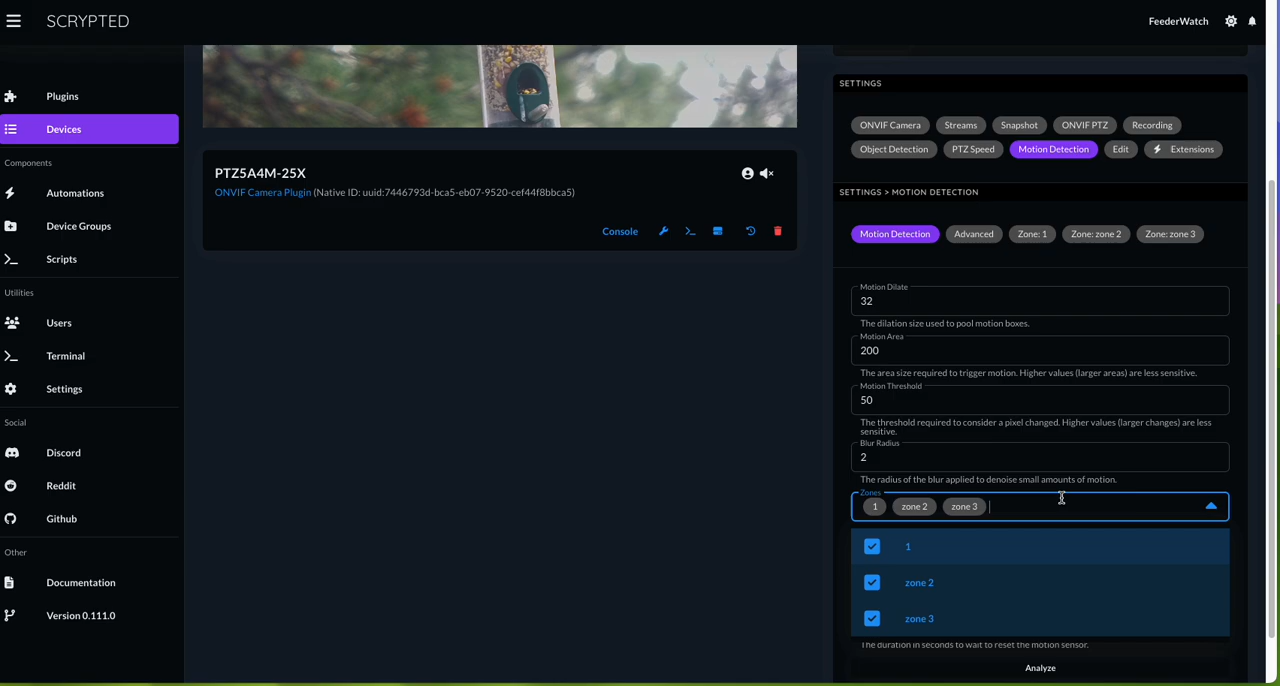 SCRYPTED
FeederWatch
Plugins
Devices
Components
Automations
Device Groups
Scripts
Utilities
Users
Terminal
Settings
Social
Discord
Reddit
Github
Other
Documentation
Version 0.111.0
PTZ5A4M-25X
ONVIF Camera Plugin (Native ID: uuid:7446793d-bca5-eb07-9520-cef44f8bbca5)
Console
SETTINGS
ONVIF Camera Streams Snapshot ONVIF PTZ Recording
Object Detection PTZ Speed Motion Detection Edit Extensions
SETTINGS > MOTION DETECTION
Motion Detection Advanced Zone: 1 Zone: zone 2 Zone: zone 3
Motion Dilate
32
The dilation size used to pool motion boxes.
Motion Area
200
The area size required to trigger motion. Higher values (larger areas) are less sensitive.
Motion Threshold
50
The threshold required to consider a pixel changed. Higher values (larger changes) are less
sensitive.
Blur Radius
2
The radius of the blur applied to denoise small amounts of motion.
Zones
1 zone 2 zone 3
1
zone 2
zone 3
The duration in seconds to wait to reset the motion sensor.
Analyze